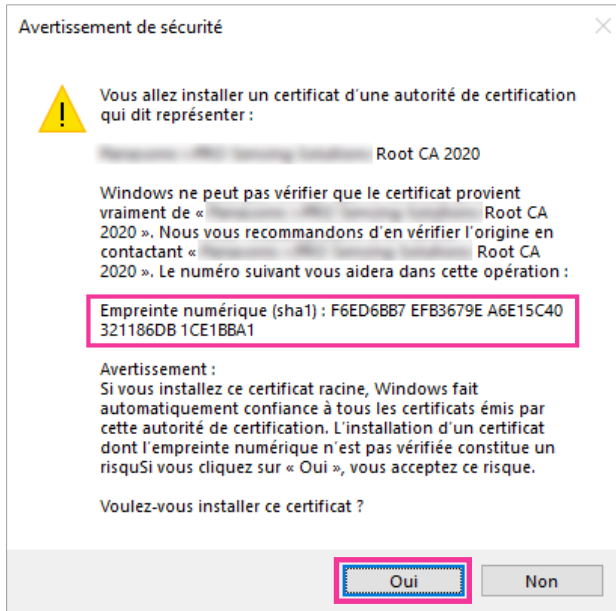 Avertissement de sécurité
Vous allez installer un certificat d'une autorité de certification
qui dit représenter :
Root CA 2020
Windows ne peut pas vérifier que le certificat provient
vraiment de « Root CA
2020 ». Nous vous recommandons d'en vérifier l'origine en
contactant « Root CA
2020 ». Le numéro suivant vous aidera dans cette opération :
Empreinte numérique (sha1) : F6ED6BB7 EFB3679E A6E15C40
321186DB 1CE1BBA1
Avertissement :
Si vous installez ce certificat racine, Windows fait
automatiquement confiance à tous les certificats émis par
cette autorité de certification. L'installation d'un certificat
dont l'empreinte numérique n'est pas vérifiée constitue un
risquSi vous cliquez sur « Oui », vous acceptez ce risque.
Voulez-vous installer ce certificat ?
Oui
Non